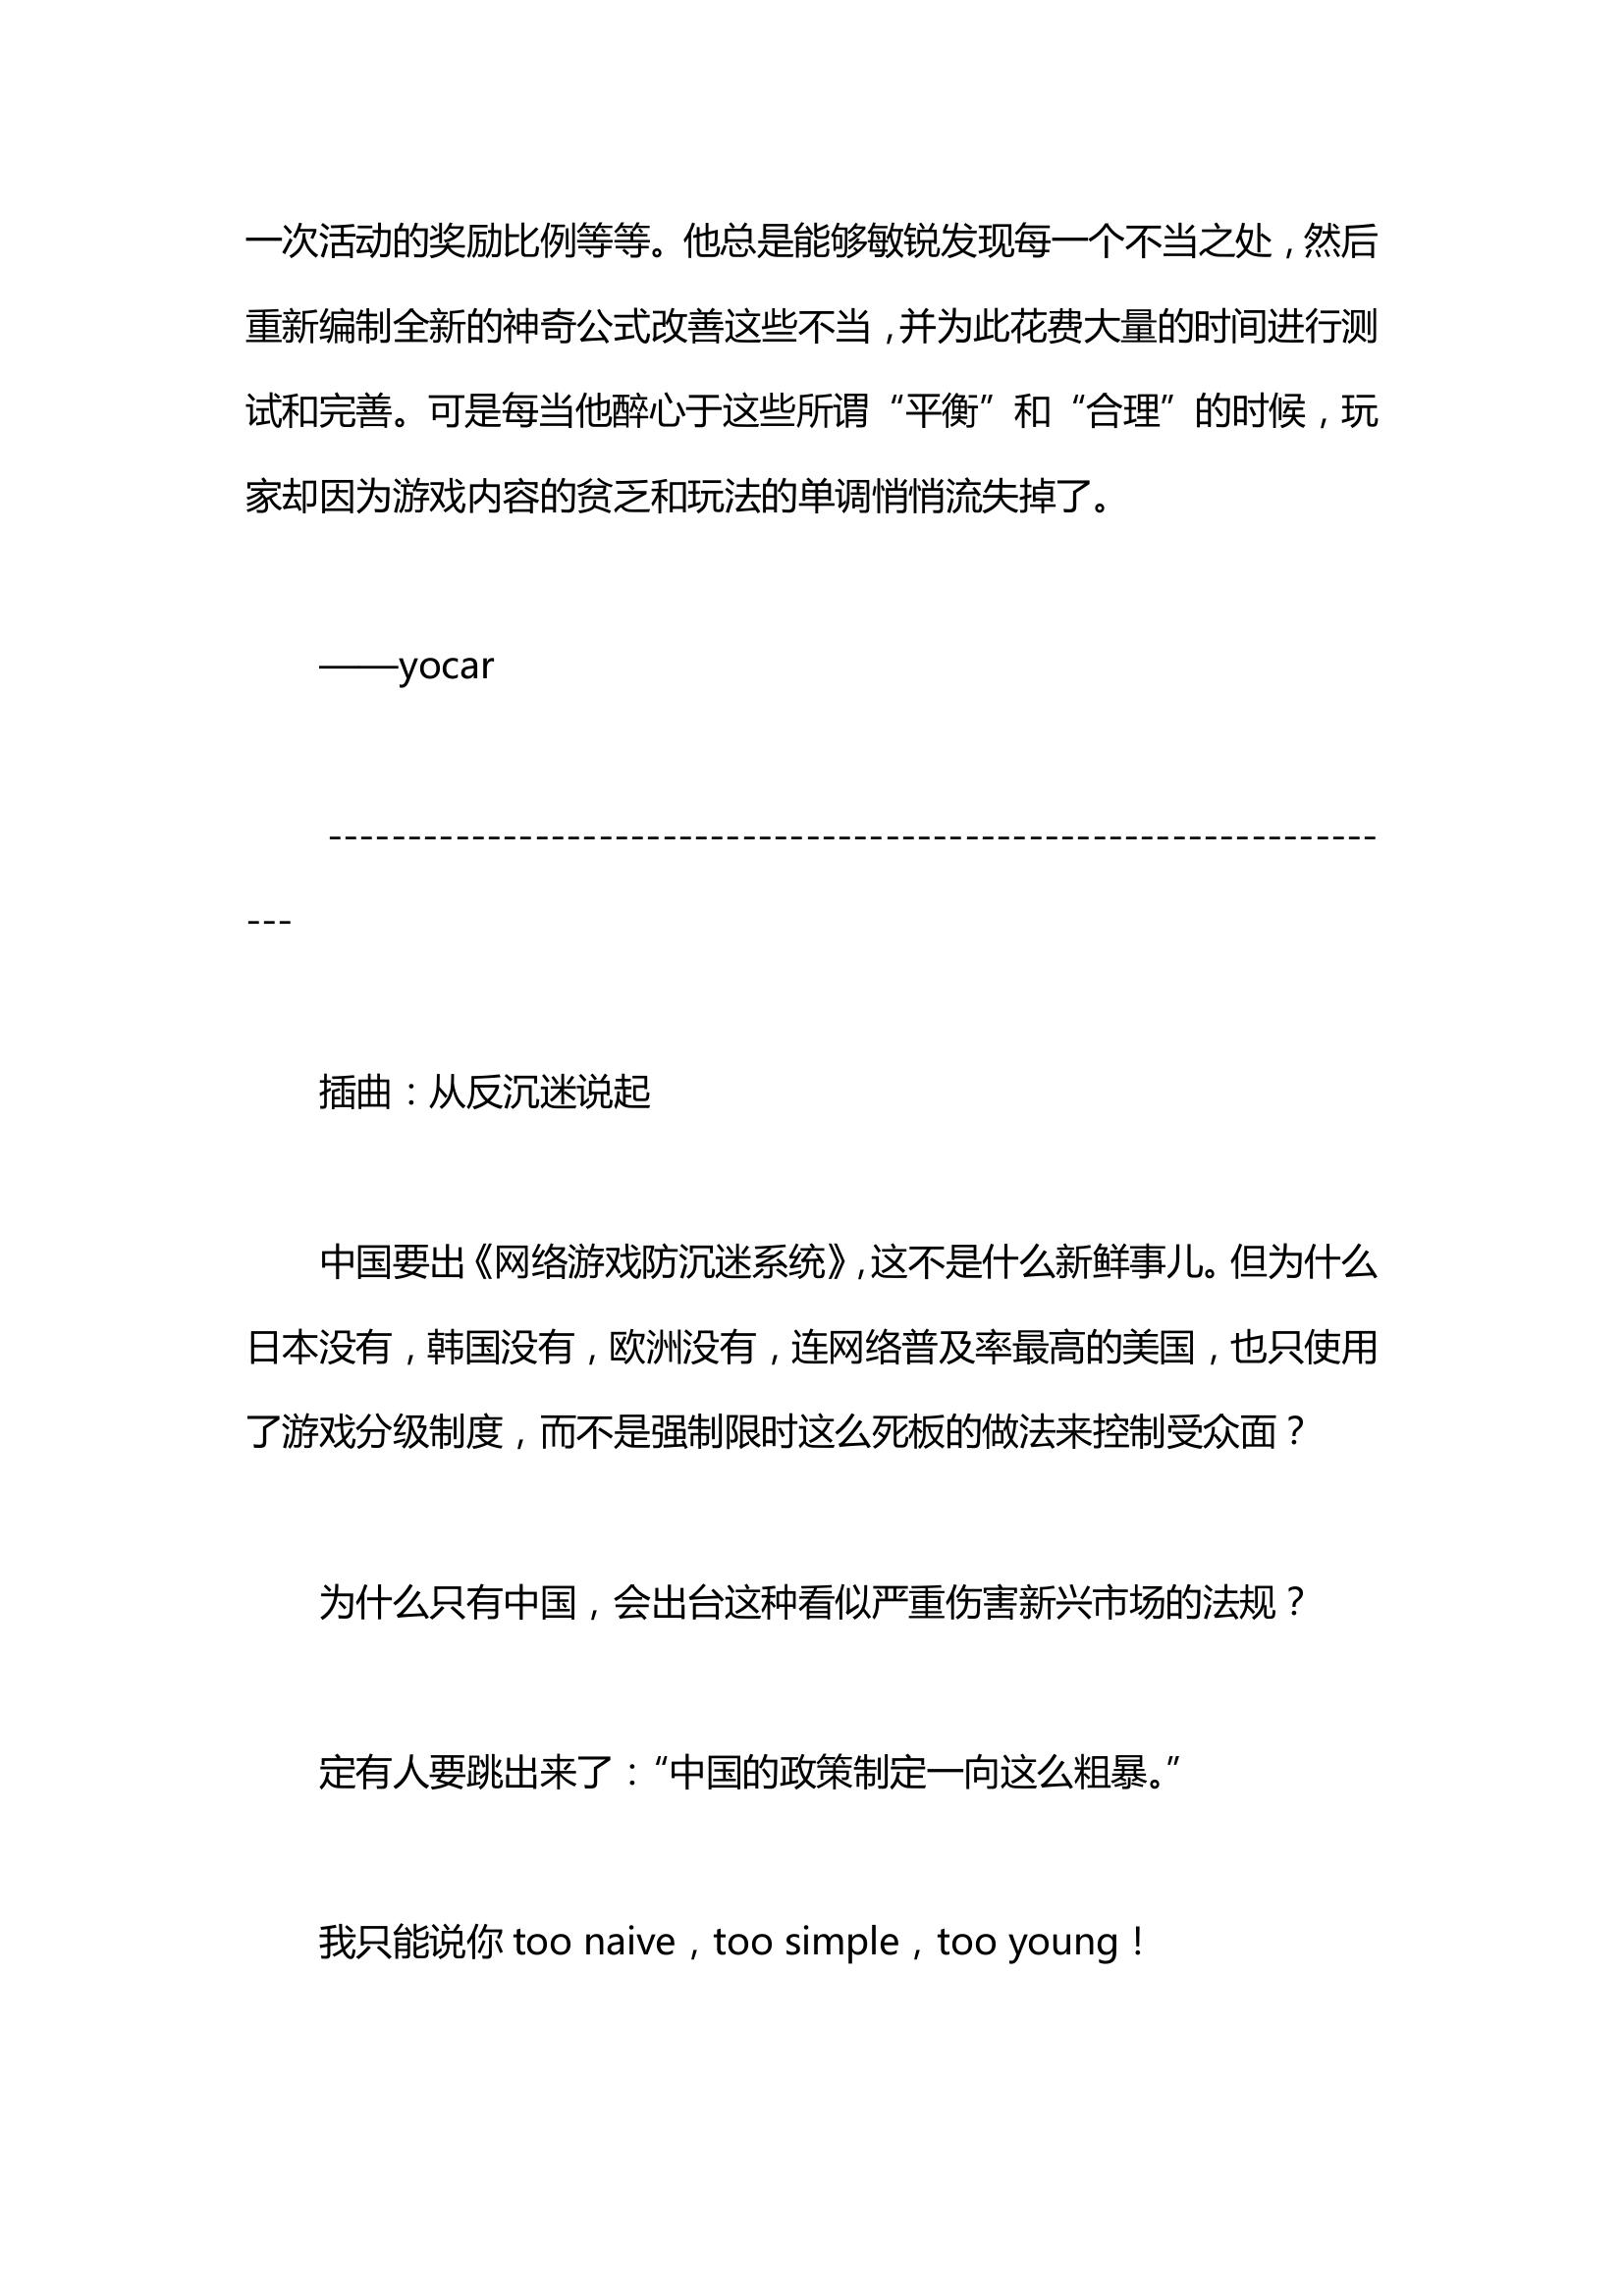 一次活动的奖励比例等等。他总是能够敏锐发现每一个不当之处，然后
重新编制全新的神奇公式改善这些不当，并为此花费大量的时间进行测
试和完善。可是每当他醉心于这些所谓“平衡”和“合理”的时候，玩
家却因为游戏内容的贫乏和玩法的单调悄悄流失掉了。
——yocar
------------------------------------------------------------------
---
插曲：从反沉迷说起
中国要出《网络游戏防沉迷系统》，这不是什么新鲜事儿。但为什么
日本没有，韩国没有，欧洲没有，连网络普及率最高的美国，也只使用
了游戏分级制度，而不是强制限时这么死板的做法来控制受众面？
为什么只有中国，会出台这种看似严重伤害新兴市场的法规？
定有人要跳出来了：“中国的政策制定一向这么粗暴。”
我只能说你 too naive，too simple，too young！